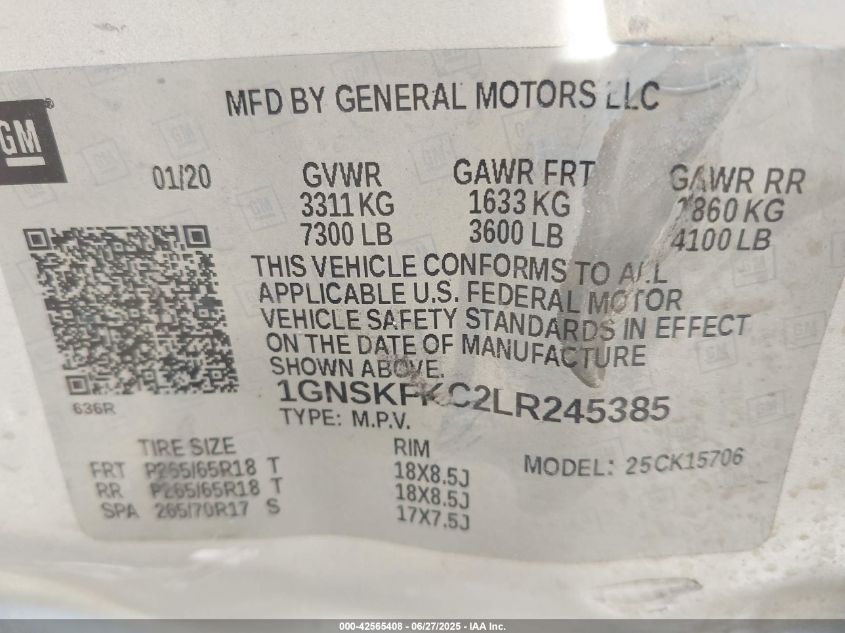 MFD BY GENERAL MOTORS LLC
GM
01/20
GVWR
3311 KG
7300 LB
GAWR FRT
1633 KG
3600 LB
GAWR RR
1860 KG
4100 LB
THIS VEHICLE CONFORMS TO ALL
APPLICABLE U.S. FEDERAL MOTOR
VEHICLE SAFETY STANDARDS IN EFFECT
ON THE DATE OF MANUFACTURE
SHOWN ABOVE.
636R
1GNSKFKC2LR245385
TYPE: M.P.V.
TIRE SIZE RIM
FRT P265/65R18 T 18X8.5J
RR P265/65R18 T 18X8.5J
SPA 265/70R17 S 17X7.5J
MODEL: 25CK15706
000-42565408 - 06/27/2025 - IAA Inc.